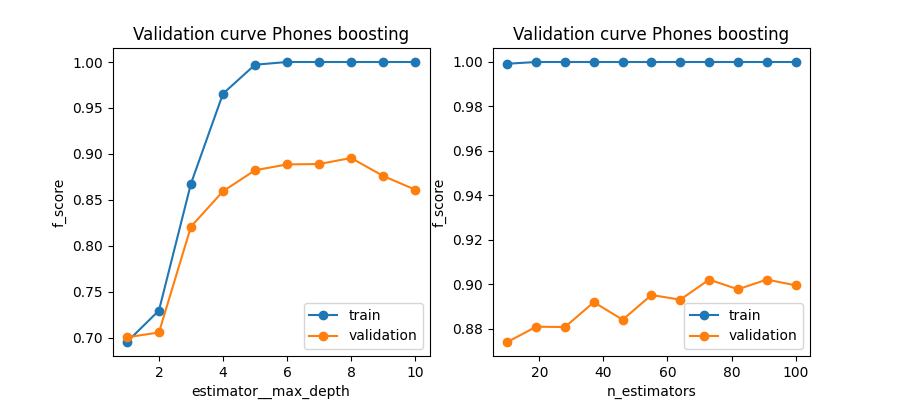 Validation curve Phones boosting
1.00
0.95
0.90
0.85
0.80
0.75
0.70
f_score
2
4
6
8
10
estimator__max_depth
train
validation
Validation curve Phones boosting
1.00
0.98
0.96
0.94
0.92
0.90
0.88
f_score
20
40
60
80
100
n_estimators
train
validation